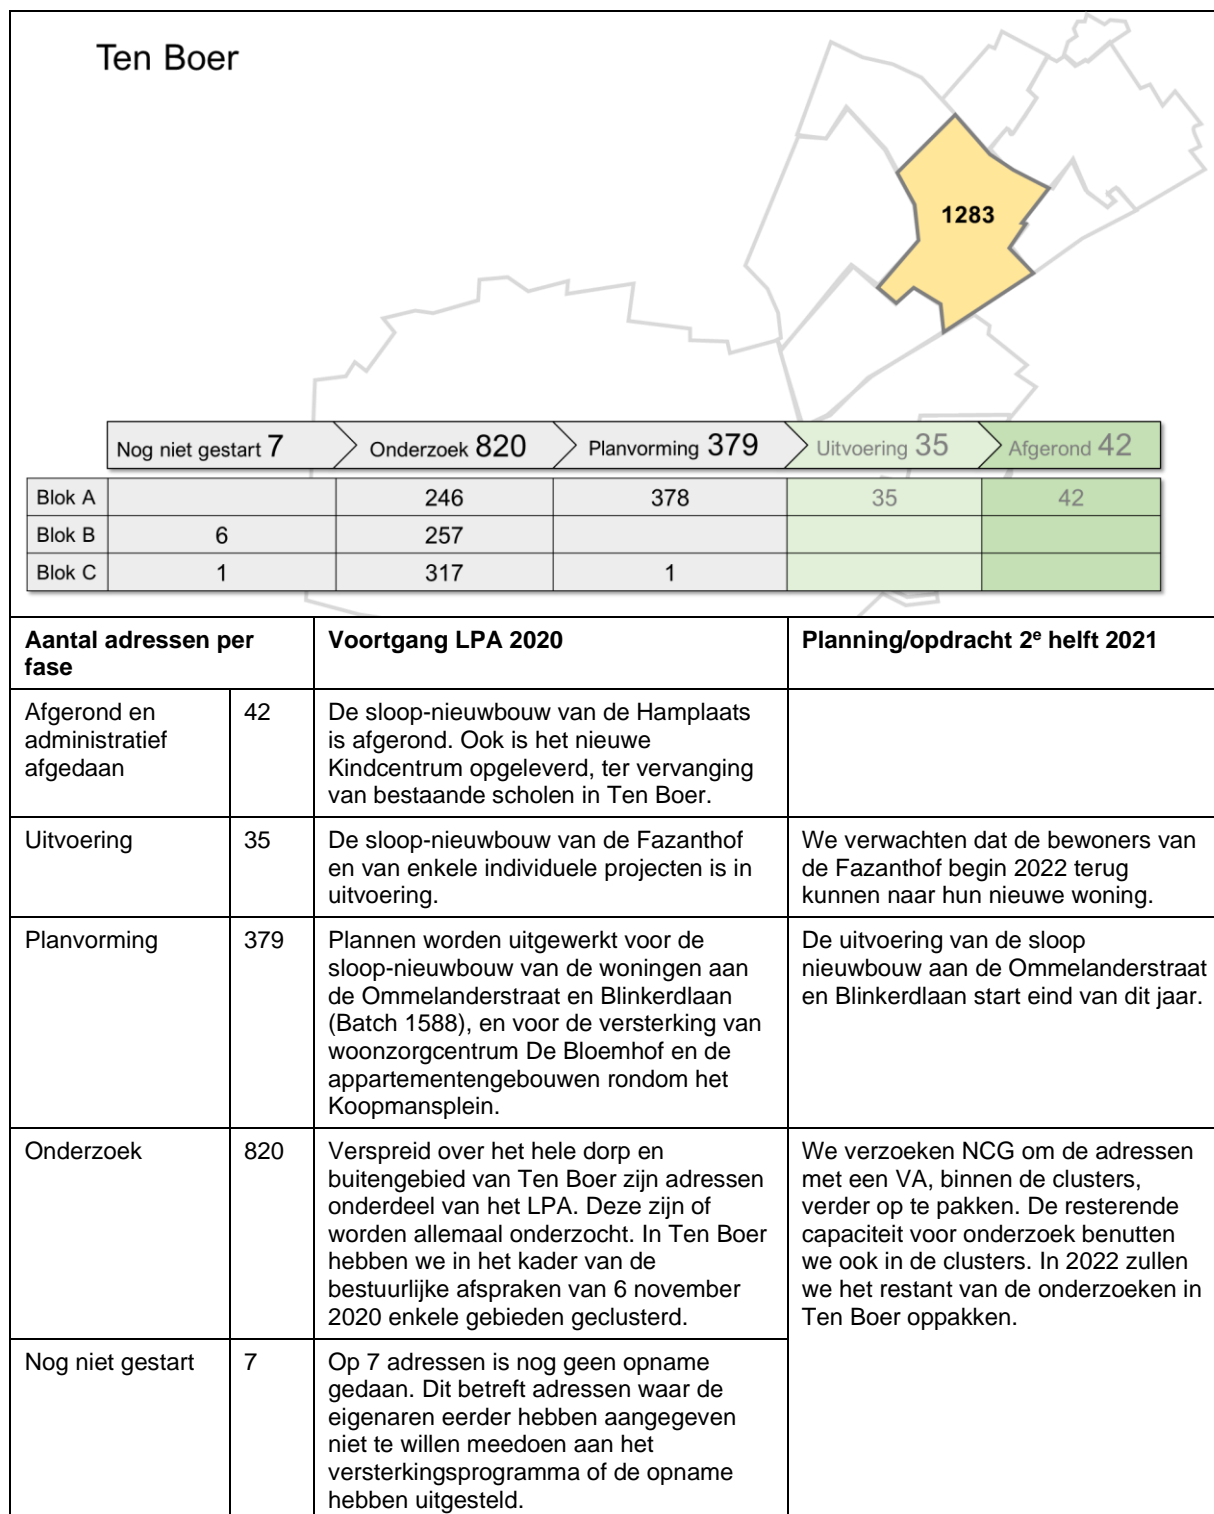 Ten Boer
1283
Nog niet gestart 7 Onderzoek 820 Planvorming 379 Uitvoering 35 Afgerond 42
Blok A 246 378 35 42
Blok B 6 257
Blok C 1 317 1
Aantal adressen per
fase
Voortgang LPA 2020
Planning/opdracht 2e helft 2021
Afgerond en
administratief
afgedaan
42
De sloop-nieuwbouw van de Hamplaats
is afgerond. Ook is het nieuwe
Kindcentrum opgeleverd, ter vervanging
van bestaande scholen in Ten Boer.
Uitvoering
35
De sloop-nieuwbouw van de Fazanthof
en van enkele individuele projecten is in
uitvoering.
We verwachten dat de bewoners van
de Fazanthof begin 2022 terug
kunnen naar hun nieuwe woning.
Planvorming
379
Plannen worden uitgewerkt voor de
sloop-nieuwbouw van de woningen aan
de Ommelanderstraat en Blinkerdlaan
(Batch 1588), en voor de versterking van
woonzorgcentrum De Bloemhof en de
appartementengebouwen rondom het
Koopmansplein.
De uitvoering van de sloop
nieuwbouw aan de Ommelanderstraat
en Blinkerdlaan start eind van dit jaar.
Onderzoek
820
Verspreid over het hele dorp en
buitengebied van Ten Boer zijn adressen
onderdeel van het LPA. Deze zijn of
worden allemaal onderzocht. In Ten Boer
hebben we in het kader van de
bestuurlijke afspraken van 6 november
2020 enkele gebieden geclusterd.
We verzoeken NCG om de adressen
met een VA, binnen de clusters,
verder op te pakken. De resterende
capaciteit voor onderzoek benutten
we ook in de clusters. In 2022 zullen
we het restant van de onderzoeken in
Ten Boer oppakken.
Nog niet gestart
7
Op 7 adressen is nog geen opname
gedaan. Dit betreft adressen waar de
eigenaren eerder hebben aangegeven
niet te willen meedoen aan het
versterkingsprogramma of de opname
hebben uitgesteld.